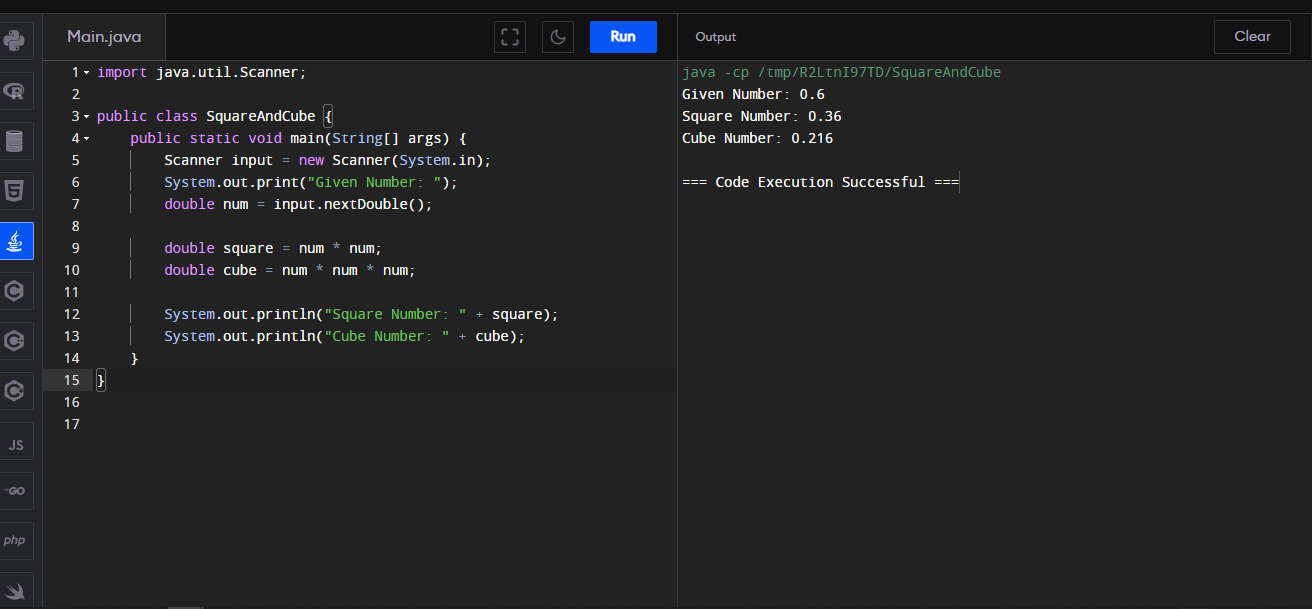 Main.java
Run
Output
Clear
1 import java.util.Scanner;
2
3 public class SquareAndCube {
4     public static void main(String[] args) {
5         Scanner input = new Scanner(System.in);
6         System.out.print("Given Number: ");
7         double num = input.nextDouble();
8
9         double square = num * num;
10         double cube = num * num * num;
11
12         System.out.println("Square Number: " + square);
13         System.out.println("Cube Number: " + cube);
14     }
15 }
16
17
java -cp /tmp/R2LtnI97TD/SquareAndCube
Given Number: 0.6
Square Number: 0.36
Cube Number: 0.216
=== Code Execution Successful ===
R
5
C
C
C
JS
GO
php